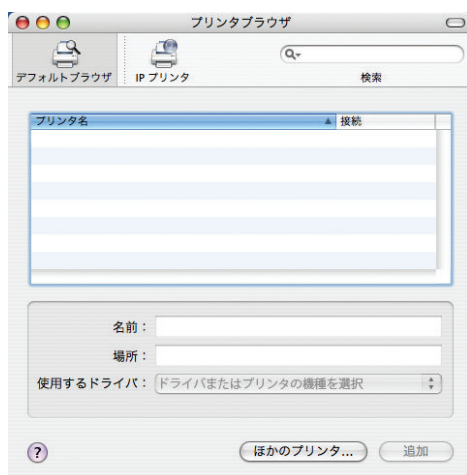 プリンタブラウザ
デフォルトブラウザ IP プリンタ 検索
プリンタ名 接続
名前：
場所：
使用するドライバ： ドライバまたはプリンタの機種を選択
? ほかのプリンタ... 追加